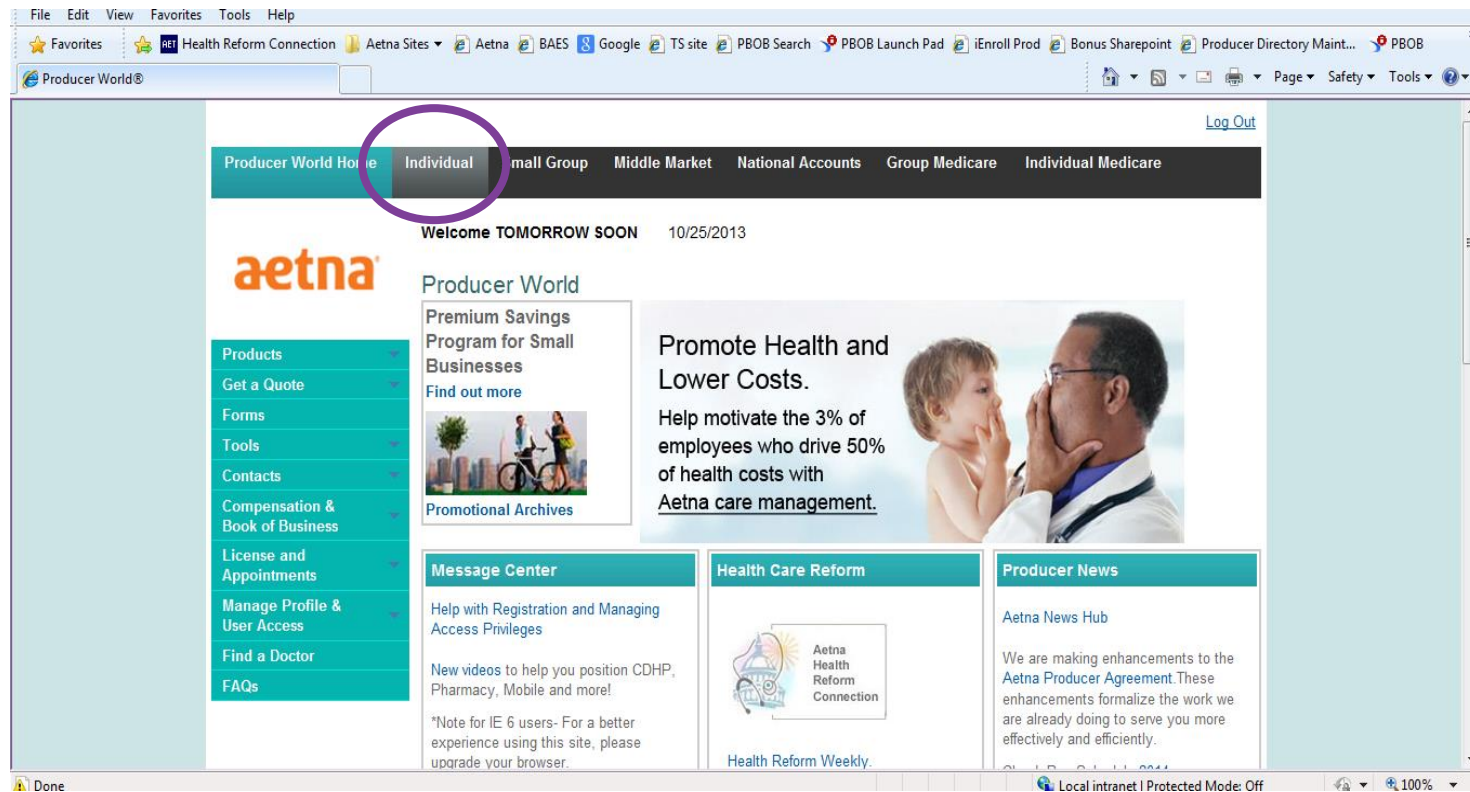 File Edit View Favorites Tools Help
Favorites AET Health Reform Connection Aetna Sites Aetna BAES Google TS site PBOB Search PBOB Launch Pad iEnroll Prod Bonus Sharepoint Producer Directory Maint... PBOB
Producer World® Page Safety Tools
Log Out
Producer World Home Individual Small Group Middle Market National Accounts Group Medicare Individual Medicare
Welcome TOMORROW SOON 10/25/2013
aetna
Producer World
Premium Savings
Program for Small
Businesses
Find out more
Promotional Archives
Promote Health and
Lower Costs.
Help motivate the 3% of
employees who drive 50%
of health costs with
Aetna care management.
Products
Get a Quote
Forms
Tools
Contacts
Compensation &
Book of Business
License and
Appointments
Manage Profile &
User Access
Find a Doctor
FAQs
Message Center
Help with Registration and Managing
Access Privileges
New videos to help you position CDHP,
Pharmacy, Mobile and more!
*Note for IE 6 users- For a better
experience using this site, please
upgrade your browser.
Health Care Reform
Aetna
Health
Reform
Connection
Health Reform Weekly.
Producer News
Aetna News Hub
We are making enhancements to the
Aetna Producer Agreement.These
enhancements formalize the work we
are already doing to serve you more
effectively and efficiently.
Done Local intranet | Protected Mode: Off 100%